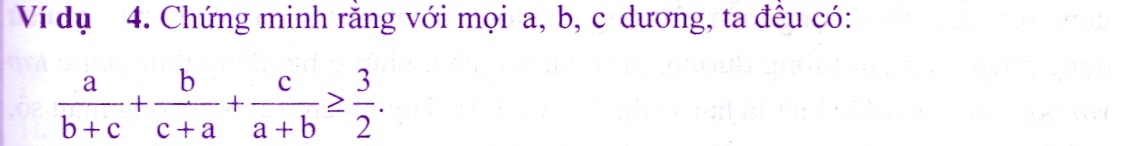 Ví dụ 4. Chứng minh rằng với mọi a, b, c dương, ta đều có:
a/(b+c) + b/(c+a) + c/(a+b) ≥ 3/2.